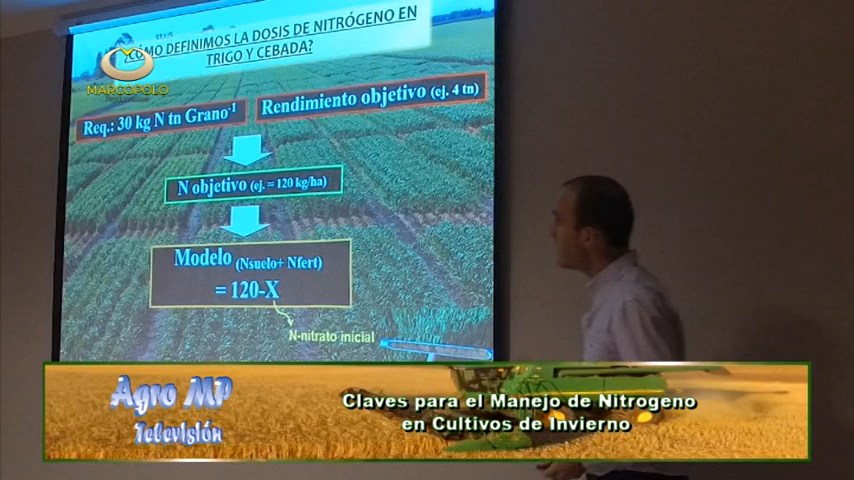 ¿CÓMO DEFINIMOS LA DOSIS DE NITRÓGENO EN
TRIGO Y CEBADA?
MARCOPOLO
Req.: 30 kg N tn Grano-1
Rendimiento objetivo (ej. 4 tn)
N objetivo (ej. = 120 kg/ha)
Modelo (Nsuelo+ Nfert)
= 120-X
N-nitrato inicial
Agro MP
Televisión
Claves para el Manejo de Nitrogeno
en Cultivos de Invierno